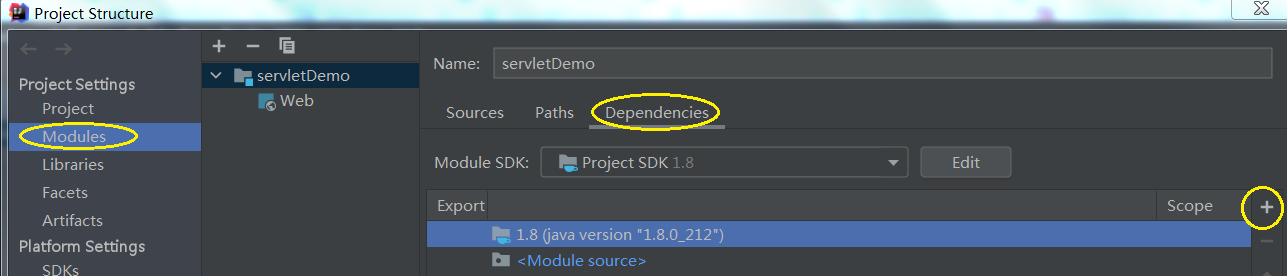 Project Structure
Project Settings
Project
Modules
Libraries
Facets
Artifacts
Platform Settings
SDKs
servletDemo
Web
Name: servletDemo
Sources Paths Dependencies
Module SDK: Project SDK 1.8 Edit
Export Scope
1.8 (java version "1.8.0_212")
<Module source>